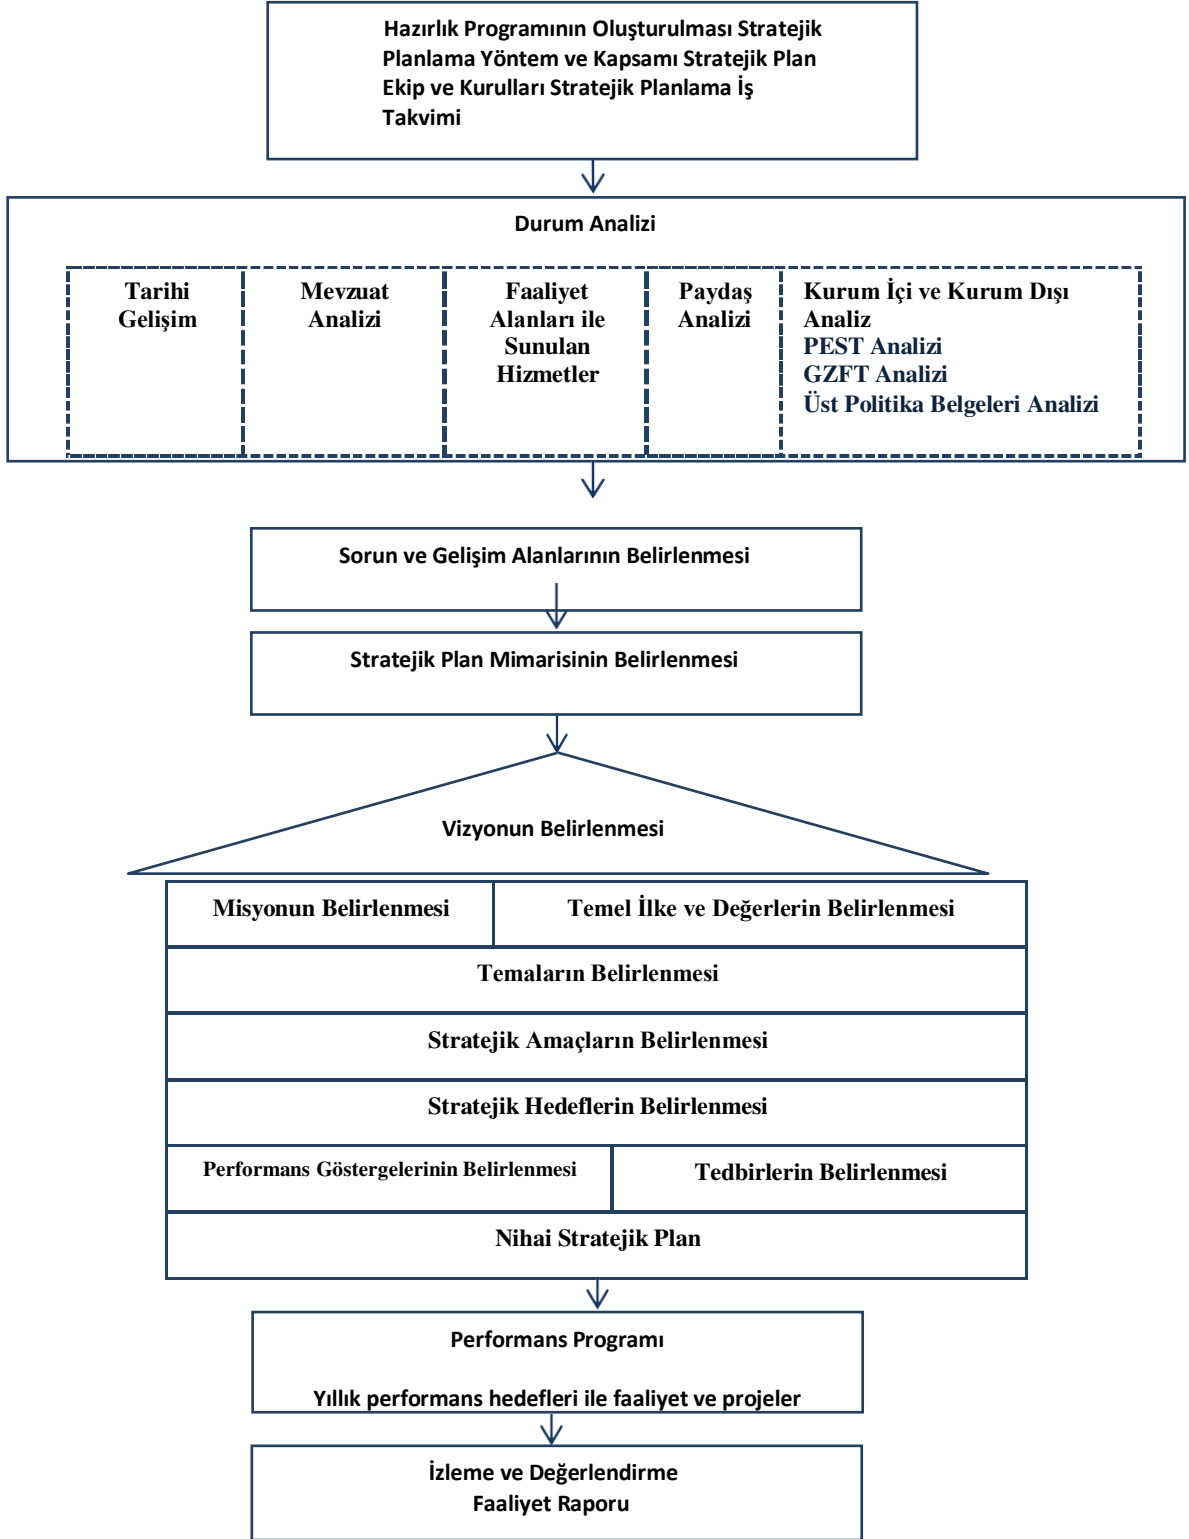 Hazırlık Programının Oluşturulması Stratejik
Planlama Yöntem ve Kapsamı Stratejik Plan
Ekip ve Kurulları Stratejik Planlama İş
Takvimi
Durum Analizi
Tarihi
Gelişim
Mevzuat
Analizi
Faaliyet
Alanları ile
Sunulan
Hizmetler
Paydaş
Analizi
Kurum İçi ve Kurum Dışı
Analiz
PEST Analizi
GZFT Analizi
Üst Politika Belgeleri Analizi
Sorun ve Gelişim Alanlarının Belirlenmesi
Stratejik Plan Mimarisinin Belirlenmesi
Vizyonun Belirlenmesi
Misyonun Belirlenmesi
Temel İlke ve Değerlerin Belirlenmesi
Temaların Belirlenmesi
Stratejik Amaçların Belirlenmesi
Stratejik Hedeflerin Belirlenmesi
Performans Göstergelerinin Belirlenmesi
Tedbirlerin Belirlenmesi
Nihai Stratejik Plan
Performans Programı
Yıllık performans hedefleri ile faaliyet ve projeler
İzleme ve Değerlendirme
Faaliyet Raporu